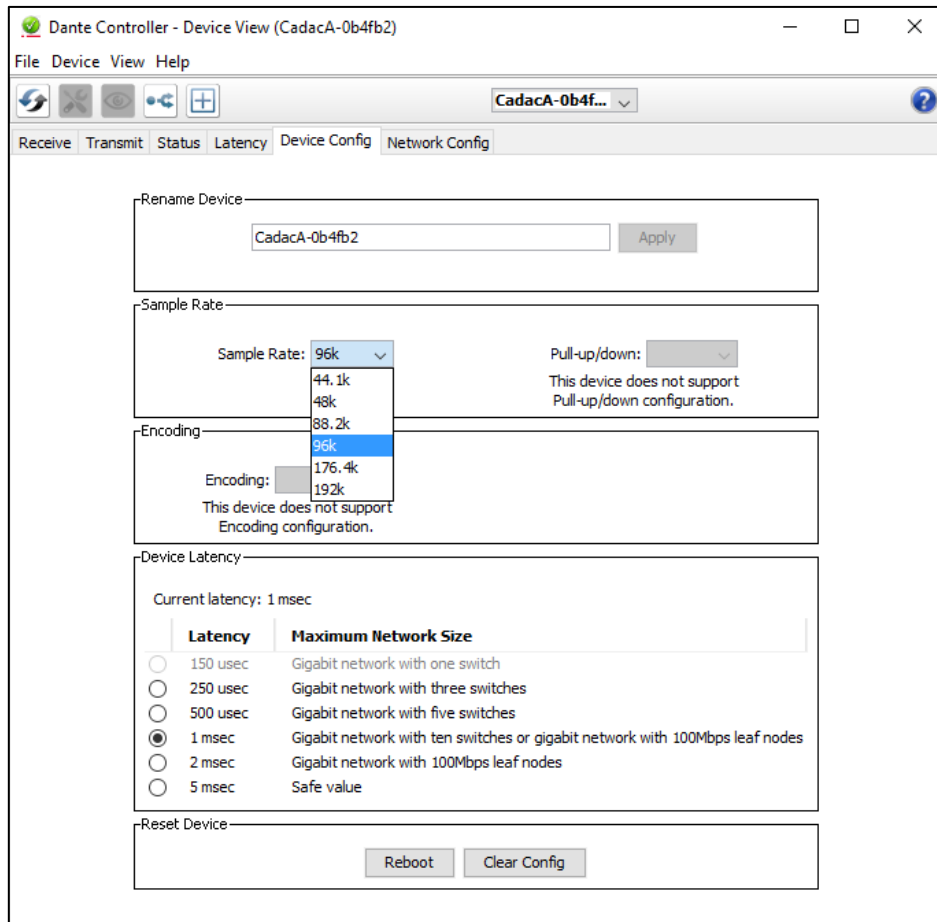 Dante Controller - Device View (CadacA-0b4fb2)
File Device View Help
CadacA-0b4f...
Receive Transmit Status Latency Device Config Network Config
Rename Device
CadacA-0b4fb2 Apply
Sample Rate
Sample Rate: 96k Pull-up/down:
44.1k This device does not support
48k Pull-up/down configuration.
88.2k
Encoding
96k
Encoding: 176.4k
192k
This device does not support
Encoding configuration.
Device Latency
Current latency: 1 msec
Latency Maximum Network Size
150 usec Gigabit network with one switch
250 usec Gigabit network with three switches
500 usec Gigabit network with five switches
1 msec Gigabit network with ten switches or gigabit network with 100Mbps leaf nodes
2 msec Gigabit network with 100Mbps leaf nodes
5 msec Safe value
Reset Device
Reboot Clear Config